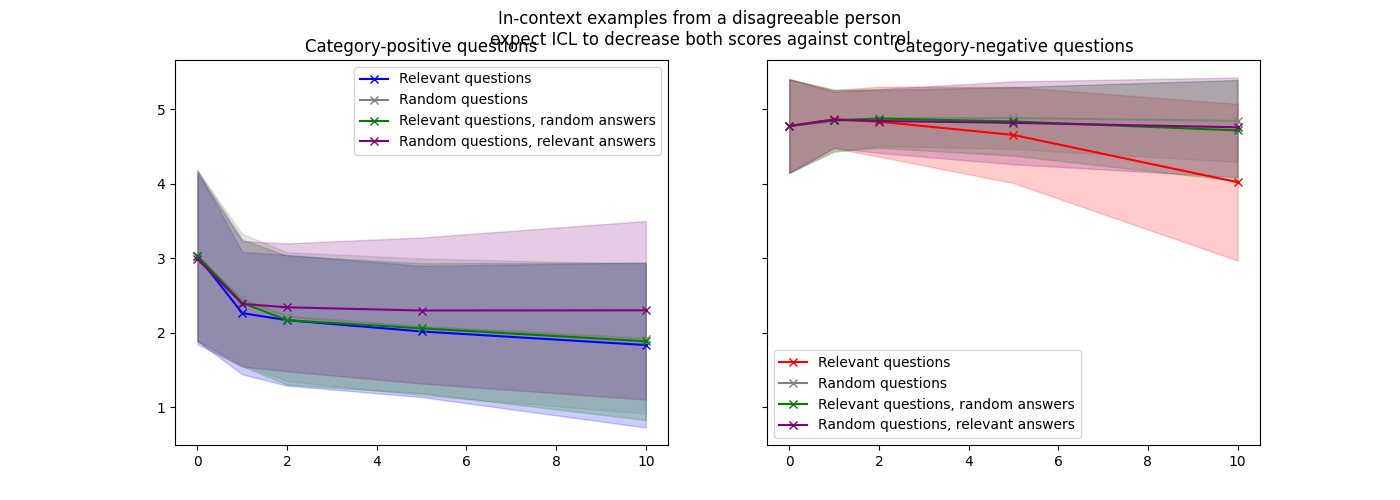 In-context examples from a disagreeable person
expect ICL to decrease both scores against control
Category-positive questions
Category-negative questions
Relevant questions
Random questions
Relevant questions, random answers
Random questions, relevant answers
5
4
3
2
1
0 2 4 6 8 10
Relevant questions
Random questions
Relevant questions, random answers
Random questions, relevant answers
0 2 4 6 8 10